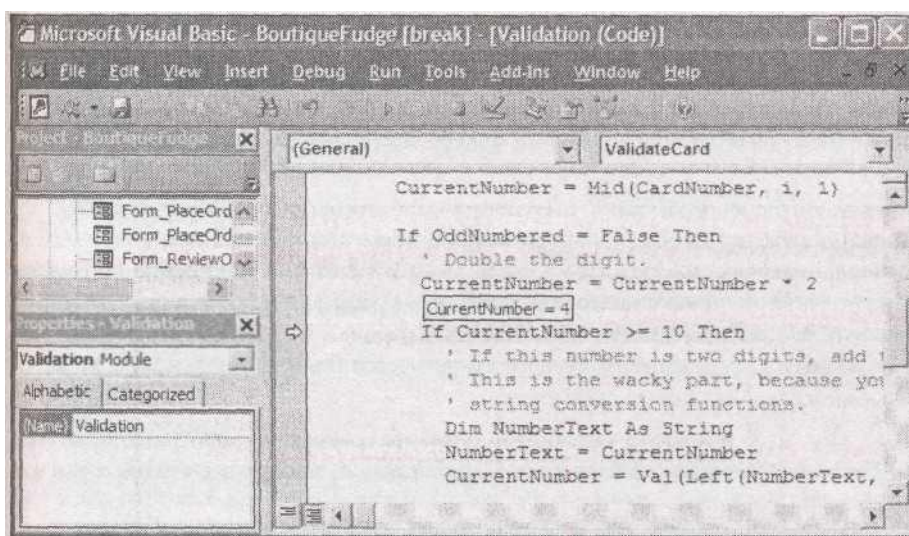 Microsoft Visual Basic - BoutiqueFudge [break] - [Validation (Code)]
File Edit View Insert Debug Run Tools Add-Ins Window Help
Project - BoutiqueFudge
Form_PlaceOrd
Form_PlaceOrd
Form_ReviewO
Properties - Validation
Validation Module
Alphabetic Categorized
(Name) Validation
(General) ValidateCard
CurrentNumber = Mid(CardNumber, i, 1)
If OddNumbered = False Then
' Double the digit.
CurrentNumber = CurrentNumber * 2
CurrentNumber = 4
If CurrentNumber >= 10 Then
' If this number is two digits, add
' This is the wacky part, because you
' string conversion functions.
Dim NumberText As String
NumberText = CurrentNumber
CurrentNumber = Val(Left(NumberText,